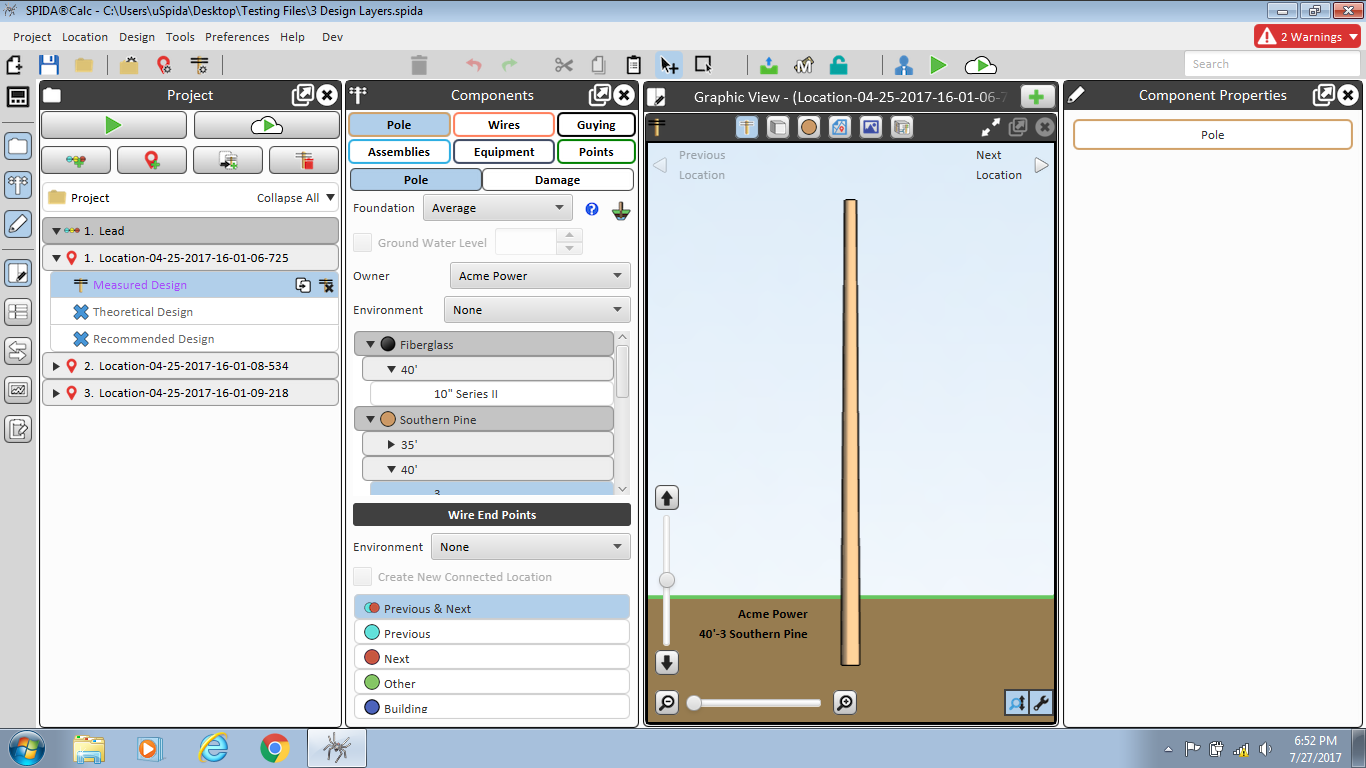 SPIDA®Calc - C:\Users\uSpida\Desktop\Testing Files\3 Design Layers.spida
Project Location Design Tools Preferences Help Dev
2 Warnings
Search
Project
Project
Collapse All
1. Lead
1. Location-04-25-2017-16-01-06-725
Measured Design
Theoretical Design
Recommended Design
2. Location-04-25-2017-16-01-08-534
3. Location-04-25-2017-16-01-09-218
Components
Pole Wires Guying
Assemblies Equipment Points
Pole Damage
Foundation Average
Ground Water Level
Owner Acme Power
Environment None
Fiberglass
40'
10" Series II
Southern Pine
35'
40'
3
Wire End Points
Environment None
Create New Connected Location
Previous & Next
Previous
Next
Other
Building
Graphic View - (Location-04-25-2017-16-01-06-7
Previous
Location
Next
Location
Acme Power
40'-3 Southern Pine
Component Properties
Pole
6:52 PM
7/27/2017